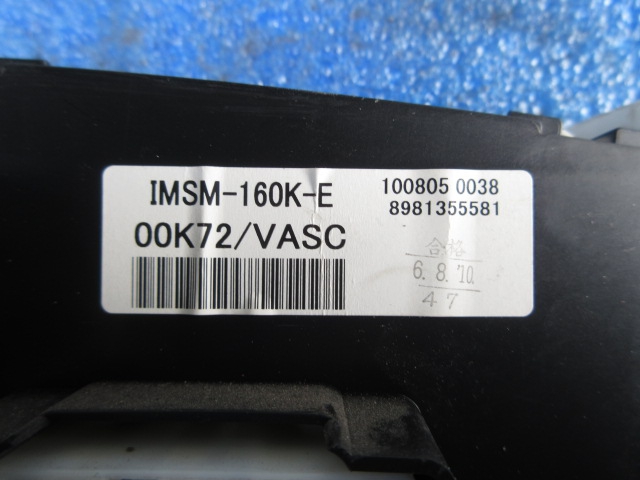 IMSM-160K-E
100805 0038
8981355581
00K72/VASC
合格
6. 8. '10.
47